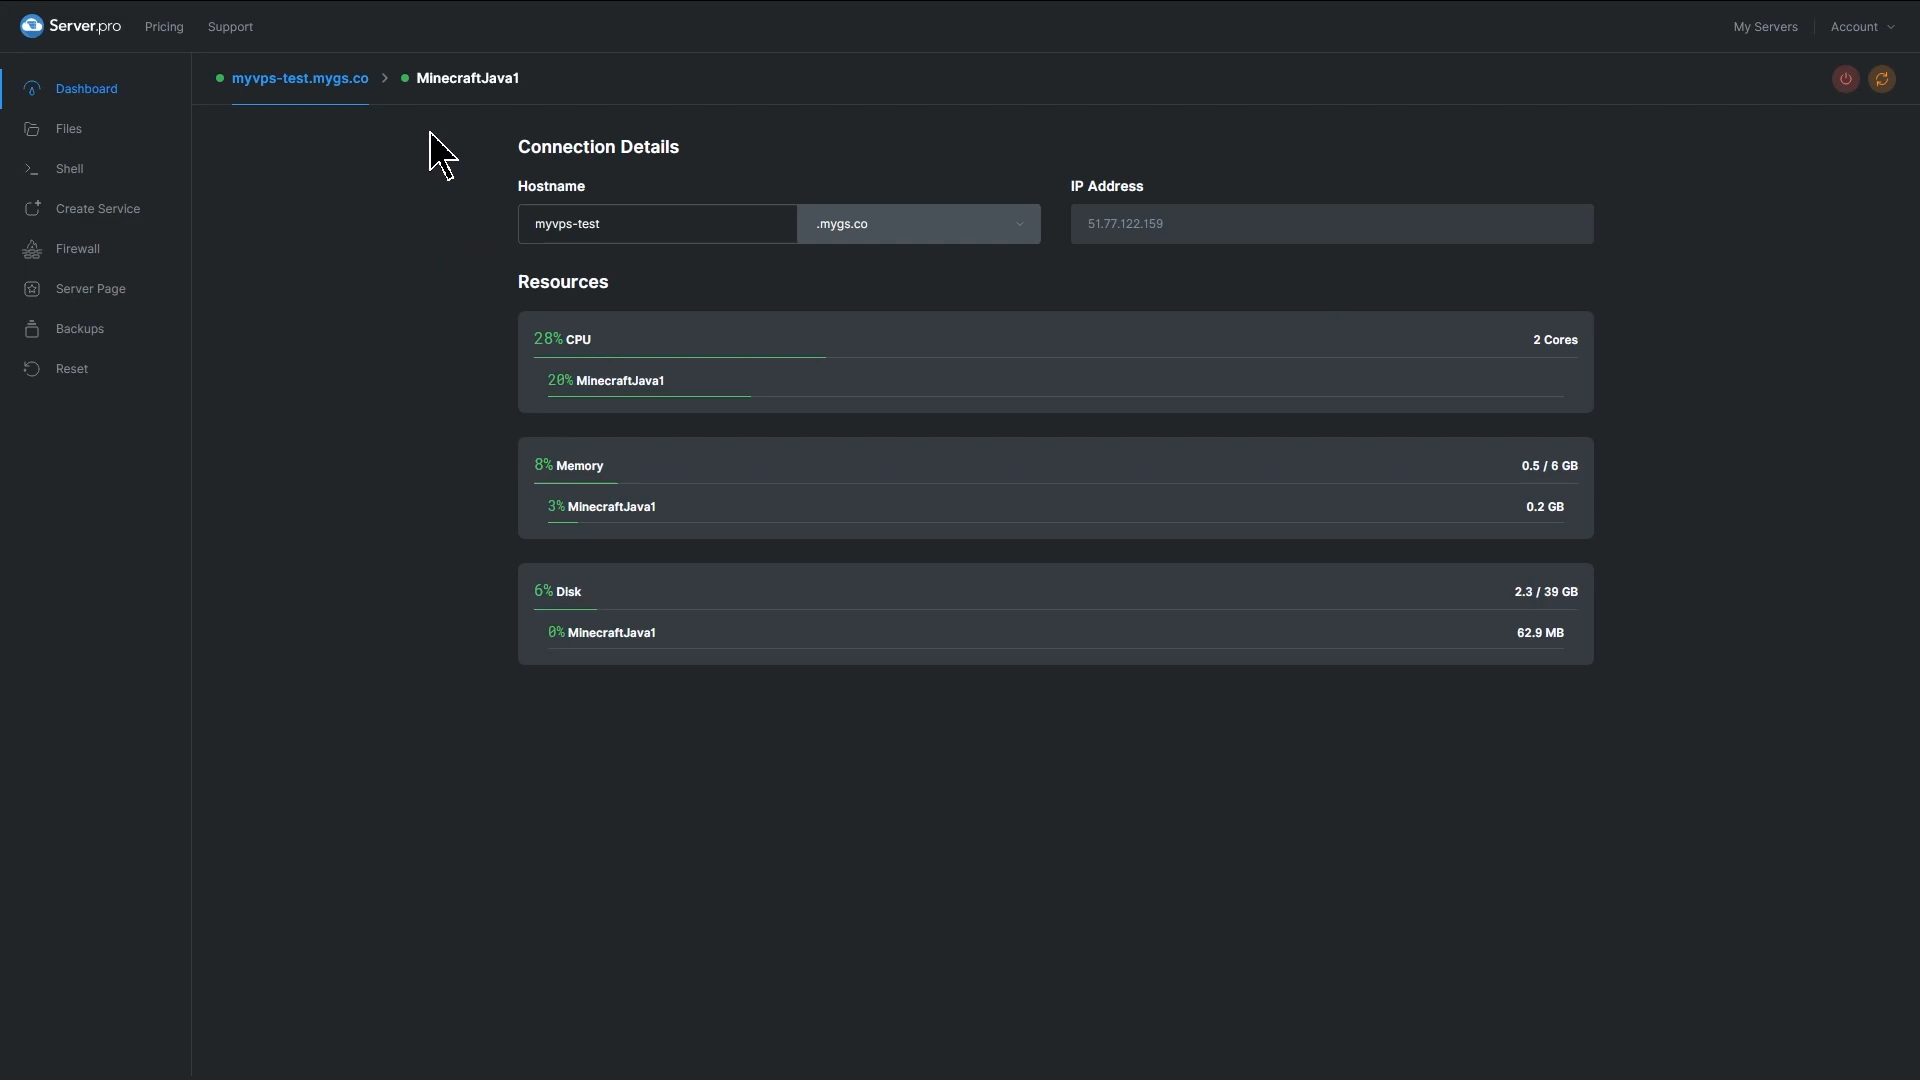 Server.pro Pricing Support My Servers Account
Dashboard
Files
Shell
Create Service
Firewall
Server Page
Backups
Reset
myvps-test.mygs.co > MinecraftJava1
Connection Details
Hostname
myvps-test .mygs.co
IP Address
51.77.122.159
Resources
28% CPU 2 Cores
20% MinecraftJava1
8% Memory 0.5 / 6 GB
3% MinecraftJava1 0.2 GB
6% Disk 2.3 / 39 GB
0% MinecraftJava1 62.9 MB